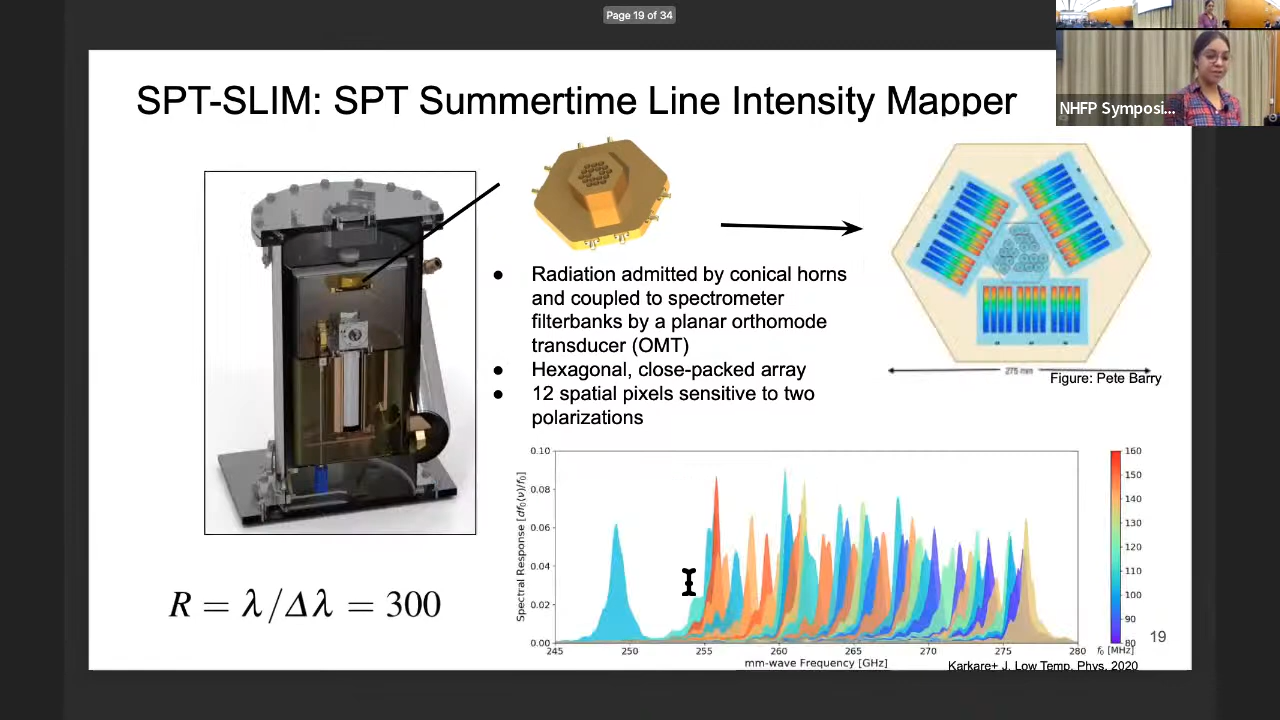 Page 19 of 34
SPT-SLIM: SPT Summertime Line Intensity Mapper
NHFP Symposi...
● Radiation admitted by conical horns
and coupled to spectrometer
filterbanks by a planar orthomode
transducer (OMT)
● Hexagonal, close-packed array
● 12 spatial pixels sensitive to two
polarizations
275 mm
Figure: Pete Barry
R = λ/Δλ = 300
Spectral Response [df₀(ν)/f₀]
0.10
0.08
0.06
0.04
0.02
0.00
245 250 255 260 265 270 275 280
mm-wave Frequency [GHz]
160
150
140
130
120
110
100
90
80
f₀ [MHz]
19
Karkare+ J. Low Temp. Phys. 2020